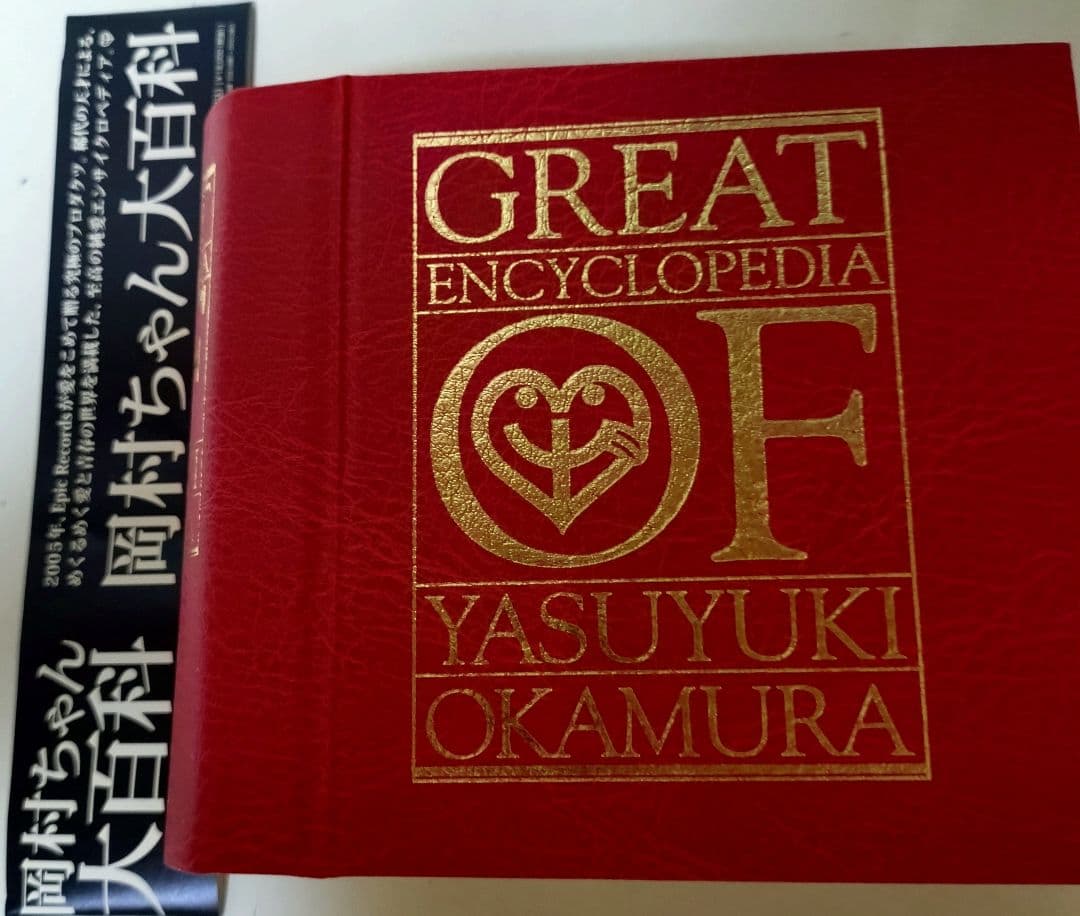 GREAT
ENCYCLOPEDIA
OF
YASUYUKI
OKAMURA
2005年、Epic Recordsが愛をこめて贈る究極のプロダクツ。稀代の天才による、
めくるめく愛と青春の世界を満載した、至高の純愛エンサイクロペディア。
岡村ちゃん大百科
岡村ちゃん
大百科